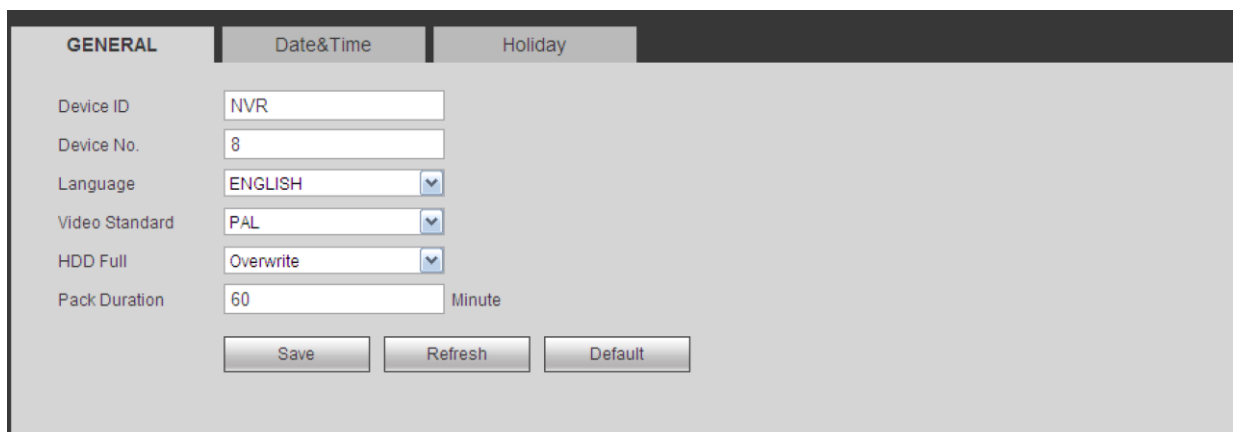 GENERAL Date&Time Holiday
Device ID NVR
Device No. 8
Language ENGLISH
Video Standard PAL
HDD Full Overwrite
Pack Duration 60 Minute
Save Refresh Default